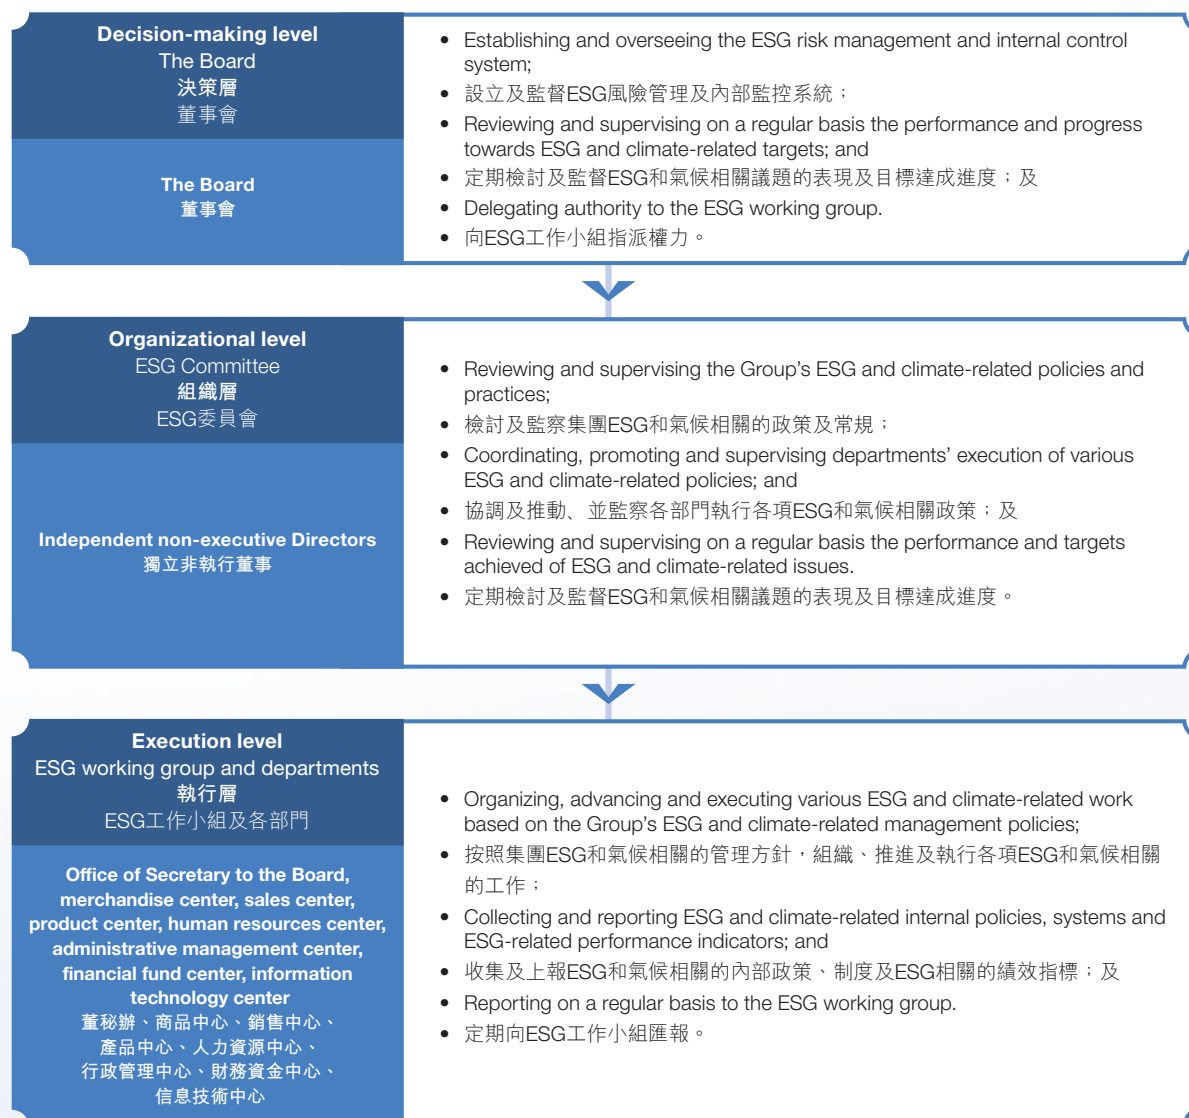 Decision-making level
The Board
決策層
董事會
The Board
董事會
• Establishing and overseeing the ESG risk management and internal control
system;
• 設立及監督ESG風險管理及內部監控系統；
• Reviewing and supervising on a regular basis the performance and progress
towards ESG and climate-related targets; and
• 定期檢討及監督ESG和氣候相關議題的表現及目標達成進度；及
• Delegating authority to the ESG working group.
• 向ESG工作小組指派權力。
Organizational level
ESG Committee
組織層
ESG委員會
Independent non-executive Directors
獨立非執行董事
• Reviewing and supervising the Group’s ESG and climate-related policies and
practices;
• 檢討及監察集團ESG和氣候相關的政策及常規；
• Coordinating, promoting and supervising departments’ execution of various
ESG and climate-related policies; and
• 協調及推動、並監察各部門執行各項ESG和氣候相關政策；及
• Reviewing and supervising on a regular basis the performance and targets
achieved of ESG and climate-related issues.
• 定期檢討及監督ESG和氣候相關議題的表現及目標達成進度。
Execution level
ESG working group and departments
執行層
ESG工作小組及各部門
Office of Secretary to the Board,
merchandise center, sales center,
product center, human resources center,
administrative management center,
financial fund center, information
technology center
董秘辦、商品中心、銷售中心、
產品中心、人力資源中心、
行政管理中心、財務資金中心、
信息技術中心
• Organizing, advancing and executing various ESG and climate-related work
based on the Group’s ESG and climate-related management policies;
• 按照集團ESG和氣候相關的管理方針，組織、推進及執行各項ESG和氣候相關
的工作；
• Collecting and reporting ESG and climate-related internal policies, systems and
ESG-related performance indicators; and
• 收集及上報ESG和氣候相關的內部政策、制度及ESG相關的績效指標；及
• Reporting on a regular basis to the ESG working group.
• 定期向ESG工作小組匯報。